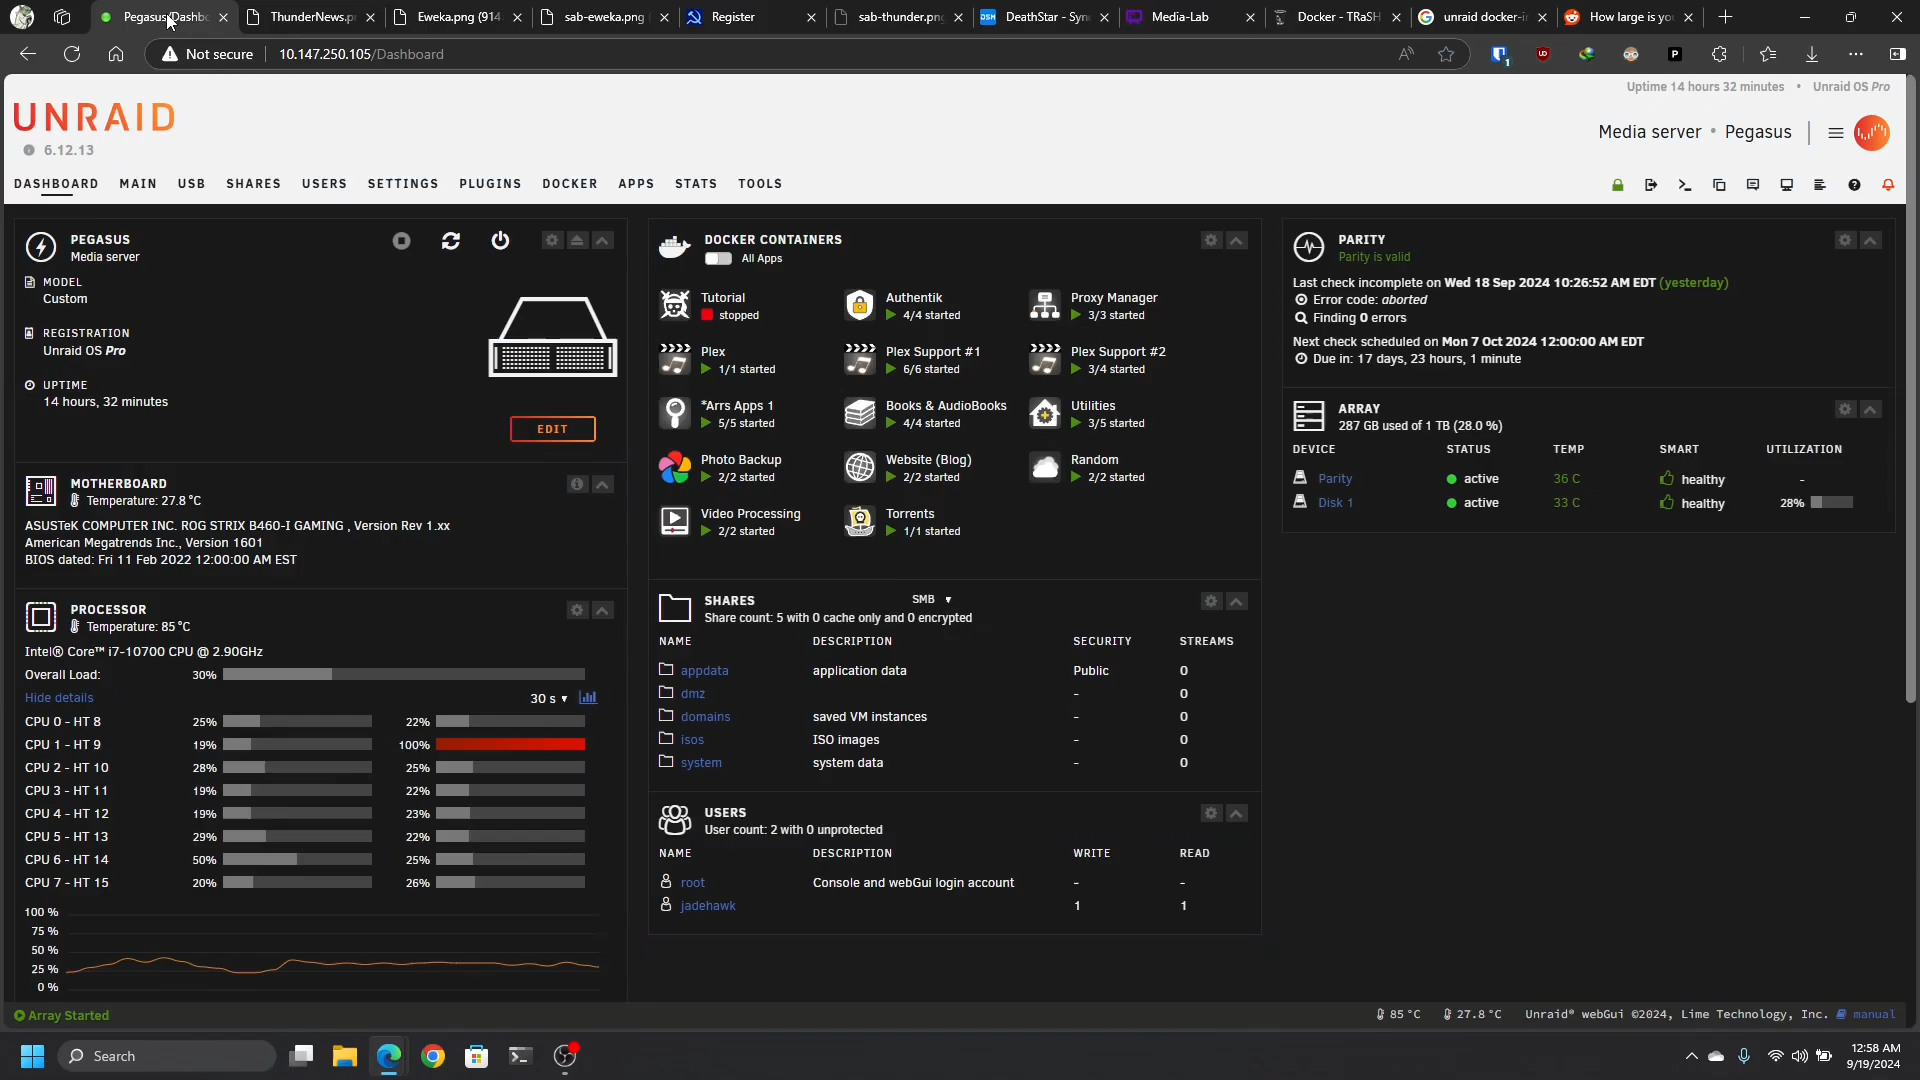 Pegasus/Dashbo
ThunderNews.pn
Eweka.png (914
sab-eweka.png
Register
sab-thunder.png
DSM
DeathStar - Syn
Media-Lab
Docker - TRaSH
unraid docker-in
How large is you
Not secure
10.147.250.105/Dashboard
Uptime 14 hours 32 minutes • Unraid OS Pro
UNRAID
6.12.13
Media server • Pegasus
DASHBOARD
MAIN
USB
SHARES
USERS
SETTINGS
PLUGINS
DOCKER
APPS
STATS
TOOLS
PEGASUS
Media server
MODEL
Custom
REGISTRATION
Unraid OS Pro
UPTIME
14 hours, 32 minutes
EDIT
MOTHERBOARD
Temperature: 27.8 °C
ASUSTeK COMPUTER INC. ROG STRIX B460-I GAMING , Version Rev 1.xx
American Megatrends Inc., Version 1601
BIOS dated: Fri 11 Feb 2022 12:00:00 AM EST
PROCESSOR
Temperature: 85 °C
Intel® Core™ i7-10700 CPU @ 2.90GHz
Overall Load: 30%
Hide details
30 s
CPU 0 - HT 8 25% 22%
CPU 1 - HT 9 19% 100%
CPU 2 - HT 10 28% 25%
CPU 3 - HT 11 19% 22%
CPU 4 - HT 12 19% 23%
CPU 5 - HT 13 29% 22%
CPU 6 - HT 14 50% 25%
CPU 7 - HT 15 20% 26%
100 %
75 %
50 %
25 %
0 %
DOCKER CONTAINERS
All Apps
Tutorial
stopped
Authentik
4/4 started
Proxy Manager
3/3 started
Plex
1/1 started
Plex Support #1
6/6 started
Plex Support #2
3/4 started
*Arrs Apps 1
5/5 started
Books & AudioBooks
4/4 started
Utilities
3/5 started
Photo Backup
2/2 started
Website (Blog)
2/2 started
Random
2/2 started
Video Processing
2/2 started
Torrents
1/1 started
SHARES
SMB
Share count: 5 with 0 cache only and 0 encrypted
NAME DESCRIPTION SECURITY STREAMS
appdata application data Public 0
dmz - 0
domains saved VM instances - 0
isos ISO images - 0
system system data - 0
USERS
User count: 2 with 0 unprotected
NAME DESCRIPTION WRITE READ
root Console and webGui login account - -
jadehawk 1 1
PARITY
Parity is valid
Last check incomplete on Wed 18 Sep 2024 10:26:52 AM EDT (yesterday)
Error code: aborted
Finding 0 errors
Next check scheduled on Mon 7 Oct 2024 12:00:00 AM EDT
Due in: 17 days, 23 hours, 1 minute
ARRAY
287 GB used of 1 TB (28.0 %)
DEVICE STATUS TEMP SMART UTILIZATION
Parity active 36 C healthy -
Disk 1 active 33 C healthy 28%
Array Started
85 °C 27.8 °C Unraid® webGui ©2024, Lime Technology, Inc. manual
Search
12:58 AM
9/19/2024